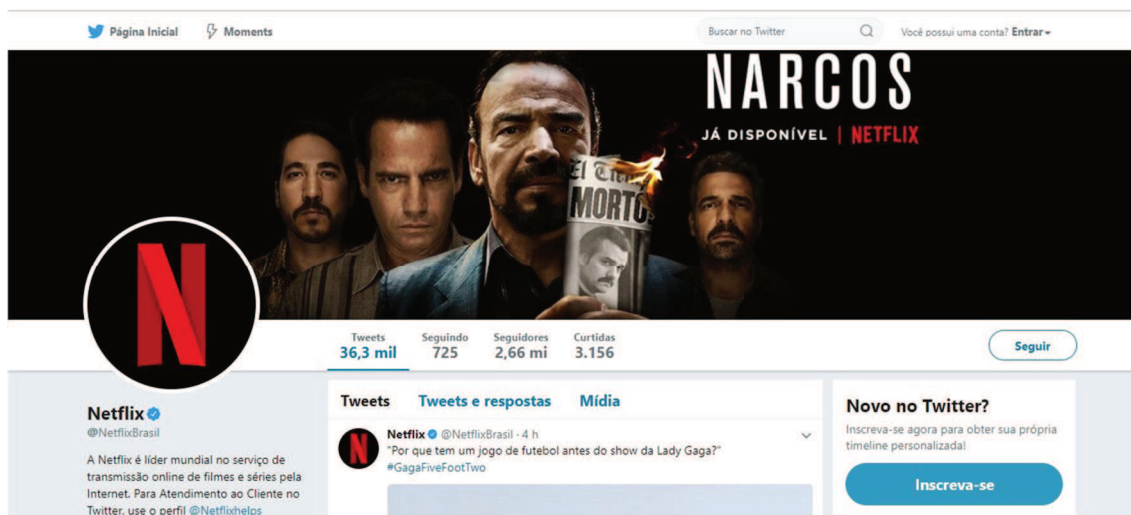 Página Inicial
Moments
Buscar no Twitter
Você possui uma conta? Entrar
NARCOS
JÁ DISPONÍVEL | NETFLIX
El
MORTO
N
Tweets
36,3 mil
Seguindo
725
Seguidores
2,66 mi
Curtidas
3.156
Seguir
Netflix
@NetflixBrasil
A Netflix é líder mundial no serviço de
transmissão online de filmes e séries pela
Internet. Para Atendimento ao Cliente no
Twitter, use o perfil @Netflixhelps
Tweets
Tweets e respostas
Mídia
N
Netflix @NetflixBrasil · 4 h
"Por que tem um jogo de futebol antes do show da Lady Gaga?"
#GagaFiveFootTwo
Novo no Twitter?
Inscreva-se agora para obter sua própria
timeline personalizada!
Inscreva-se